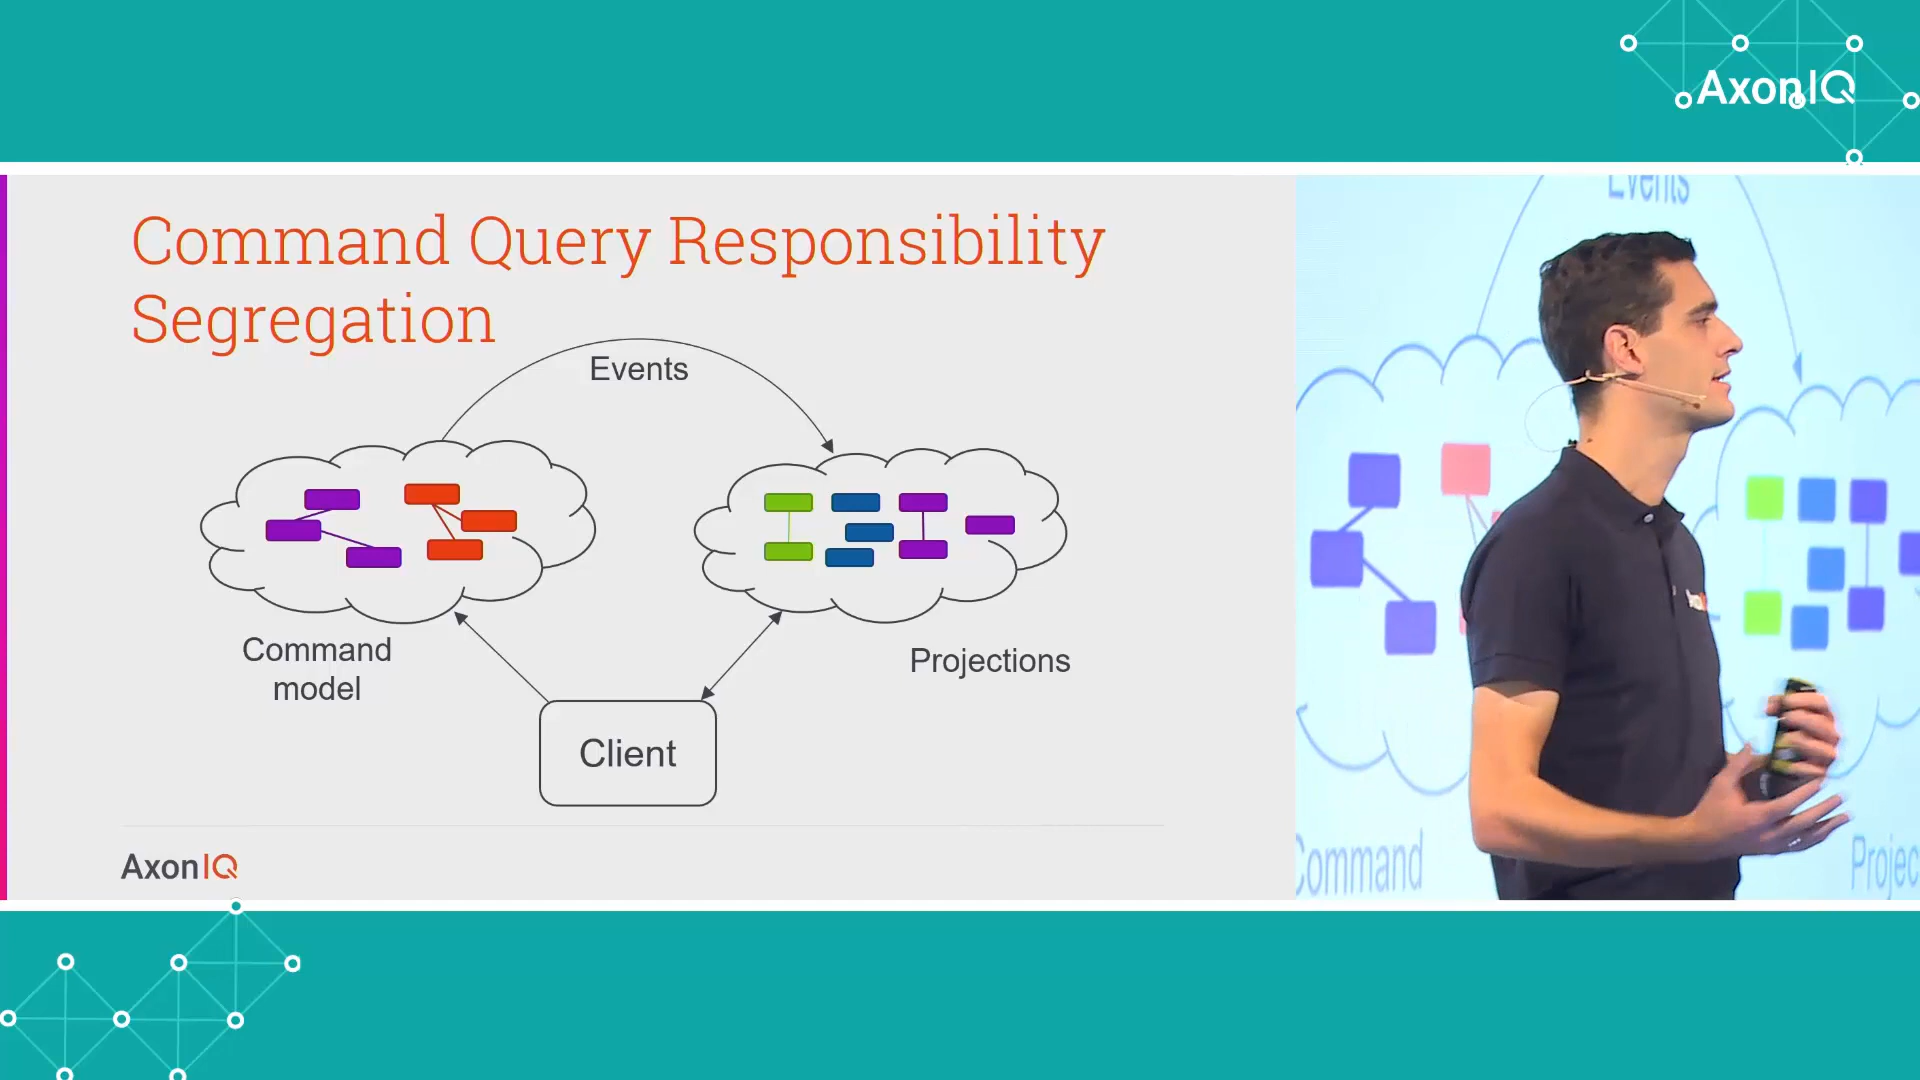 AxonIQ
Command Query Responsibility
Segregation
Events
Command
model
Projections
Client
AxonIQ
Events
Command
Projec